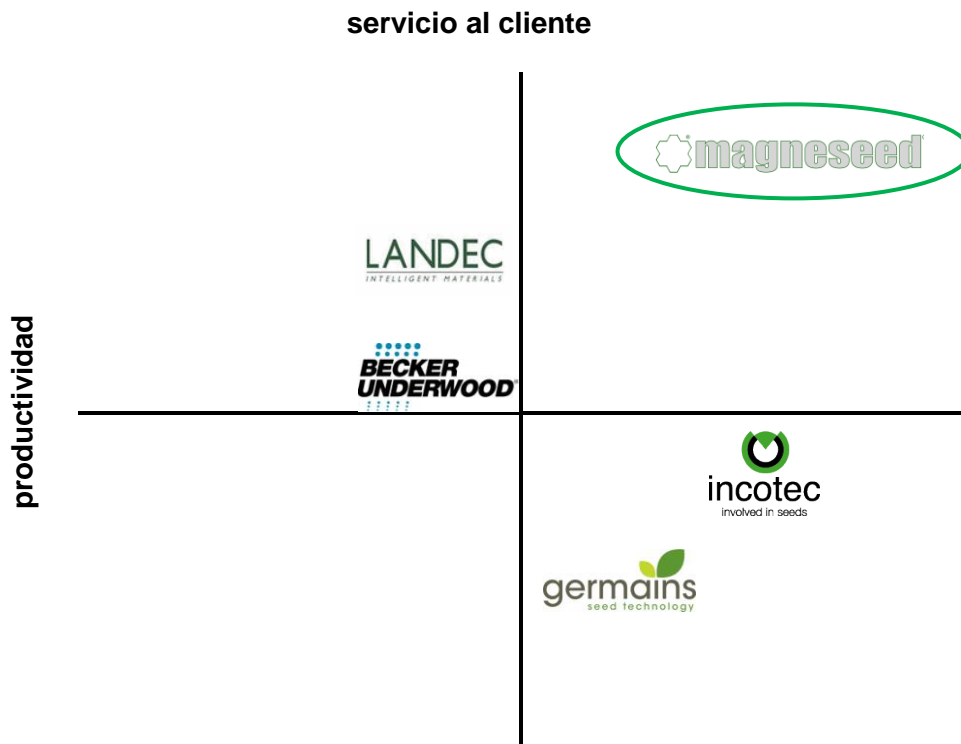 servicio al cliente
magneseed
LANDEC
INTELLIGENT MATERIALS
productividad
BECKER
UNDERWOOD
incotec
involved in seeds
germains
seed technology